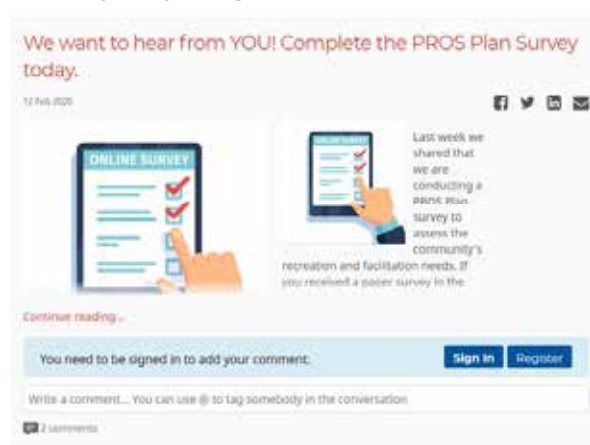 We want to hear from YOU! Complete the PROS Plan Survey
today.
12 Feb 2020
ONLINE SURVEY
ONLINE SURVEY
Last week we
shared that
we are
conducting a
PROS Plan
survey to
assess the
community's
recreation and facilitation needs. If
you received a paper survey in the
Continue reading...
You need to be signed in to add your comment.
Sign In Register
Write a comment... You can use @ to tag somebody in the conversation
2 comments